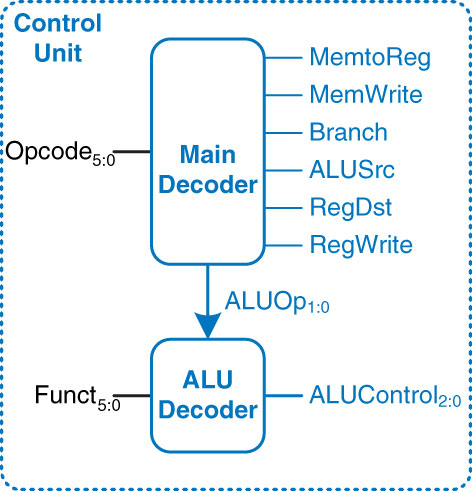 Control
Unit
MemtoReg
MemWrite
Branch
Opcode5:0
Main
Decoder
ALUSrc
RegDst
RegWrite
ALUOp1:0
Funct5:0
ALU
Decoder
ALUControl2:0